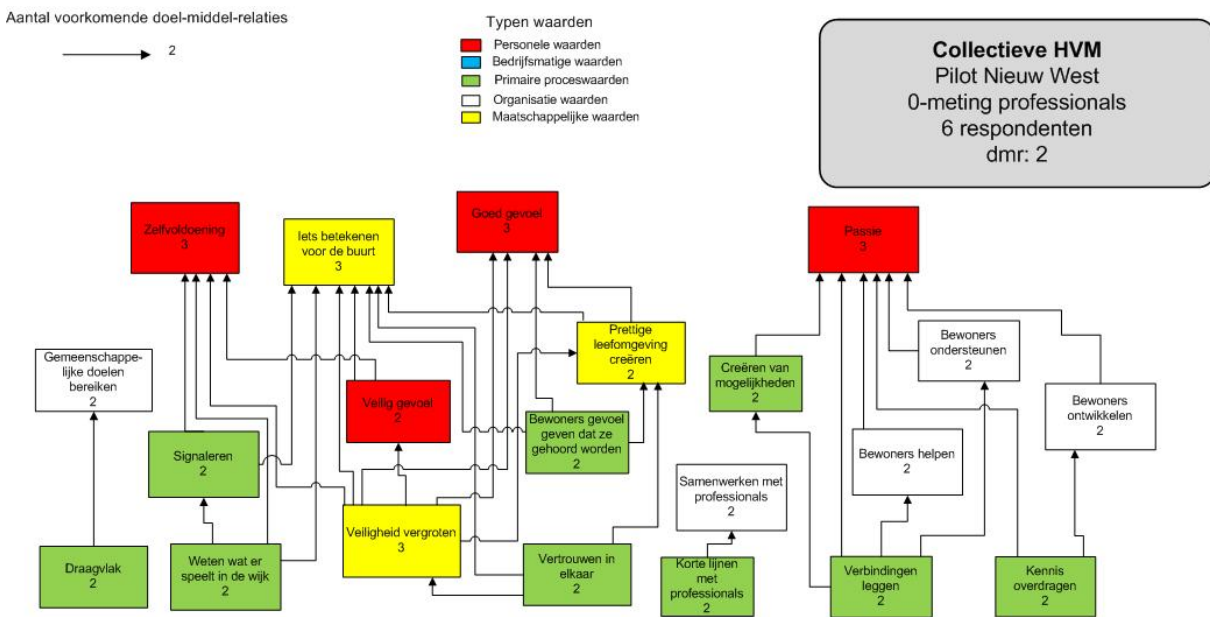 Aantal voorkomende doel-middel-relaties
2
Typen waarden
Personele waarden
Bedrijfsmatige waarden
Primaire proceswaarden
Organisatie waarden
Maatschappelijke waarden
Collectieve HVM
Pilot Nieuw West
0-meting professionals
6 respondenten
dmr: 2
Zelfvoldoening
3
Iets betekenen
voor de buurt
3
Goed gevoel
3
Passie
3
Gemeenschappe-
lijke doelen
bereiken
2
Prettige
leefomgeving
creëren
2
Bewoners
ondersteunen
2
Creëren van
mogelijkheden
2
Veilig gevoel
2
Bewoners
ontwikkelen
2
Bewoners gevoel
geven dat ze
gehoord worden
2
Signaleren
2
Bewoners helpen
2
Samenwerken met
professionals
2
Veiligheid vergroten
3
Draagvlak
2
Weten wat er
speelt in de wijk
2
Vertrouwen in
elkaar
2
Korte lijnen
met
professionals
2
Verbindingen
leggen
2
Kennis
overdragen
2